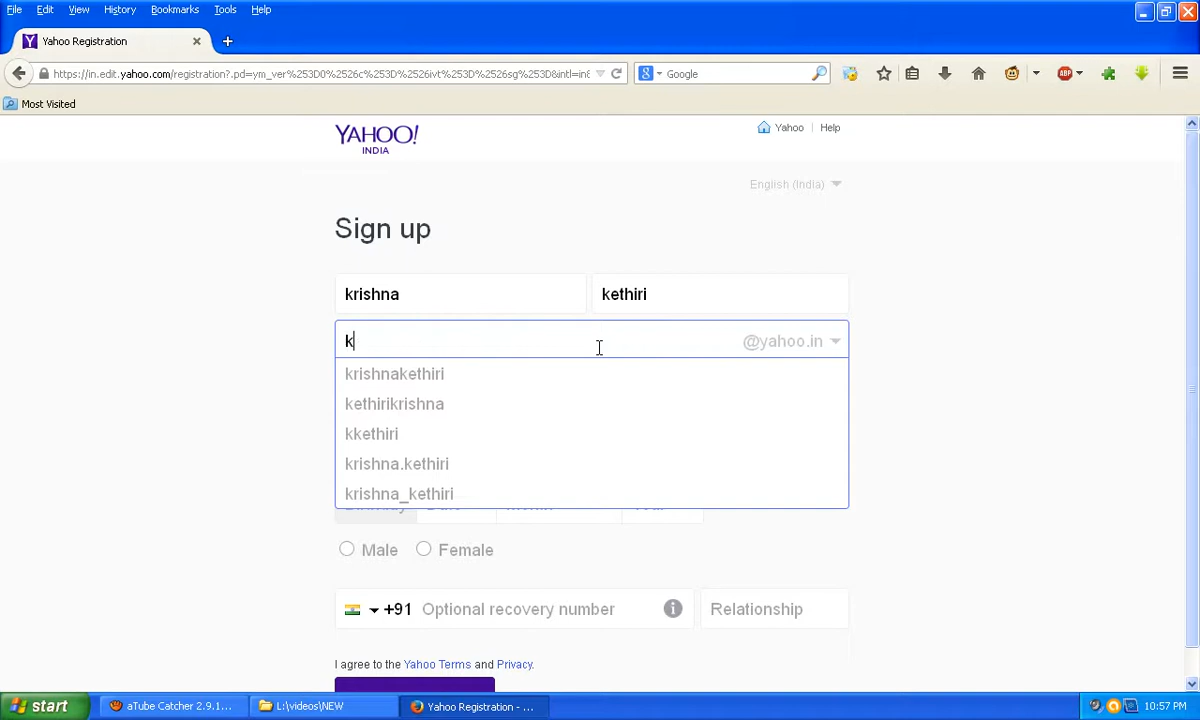 File Edit View History Bookmarks Tools Help
Yahoo Registration
https://in.edit.yahoo.com/registration?.pd=ym_ver%253D0%2526c%253D%2526ivt%253D%2526sg%253D&intl=in&
Google
Most Visited
YAHOO!
INDIA
Yahoo | Help
English (India)
Sign up
krishna kethiri
k @yahoo.in
krishnakethiri
kethirikrishna
kkethiri
krishna.kethiri
krishna_kethiri
Male Female
+91 Optional recovery number Relationship
I agree to the Yahoo Terms and Privacy.
start aTube Catcher 2.9.1... L:\videos\NEW Yahoo Registration - ... 10:57 PM